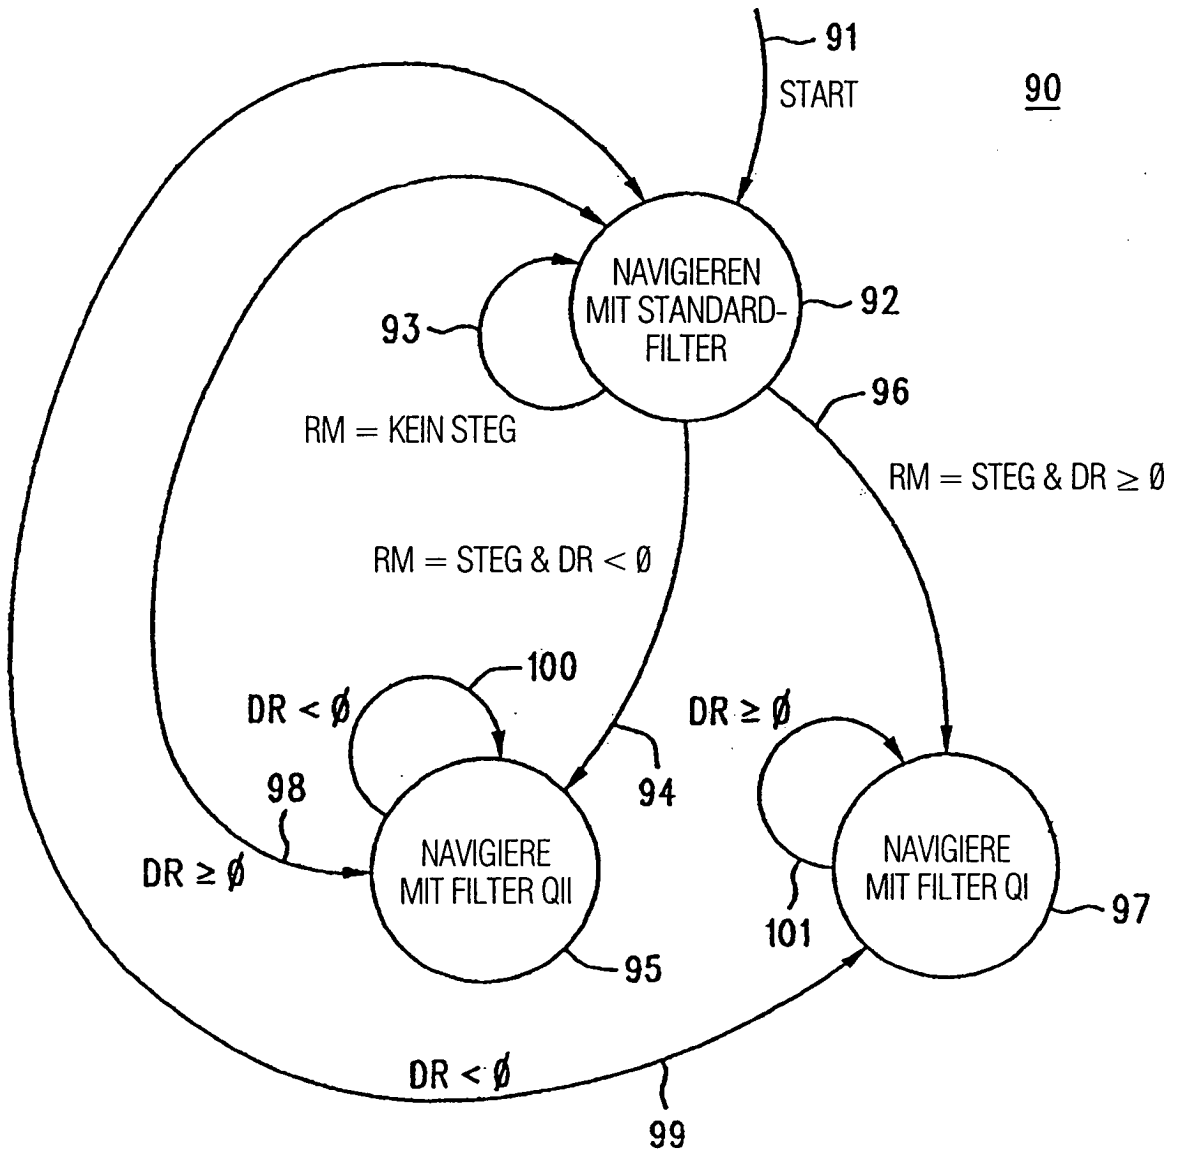 91
START
90
NAVIGIEREN
MIT STANDARD-
FILTER
92
93
96
RM = KEIN STEG
RM = STEG & DR ≥ Ø
RM = STEG & DR < Ø
100
DR < Ø
DR ≥ Ø
94
98
DR ≥ Ø
NAVIGIERE
MIT FILTER QII
NAVIGIERE
MIT FILTER QI
97
101
95
DR < Ø
99